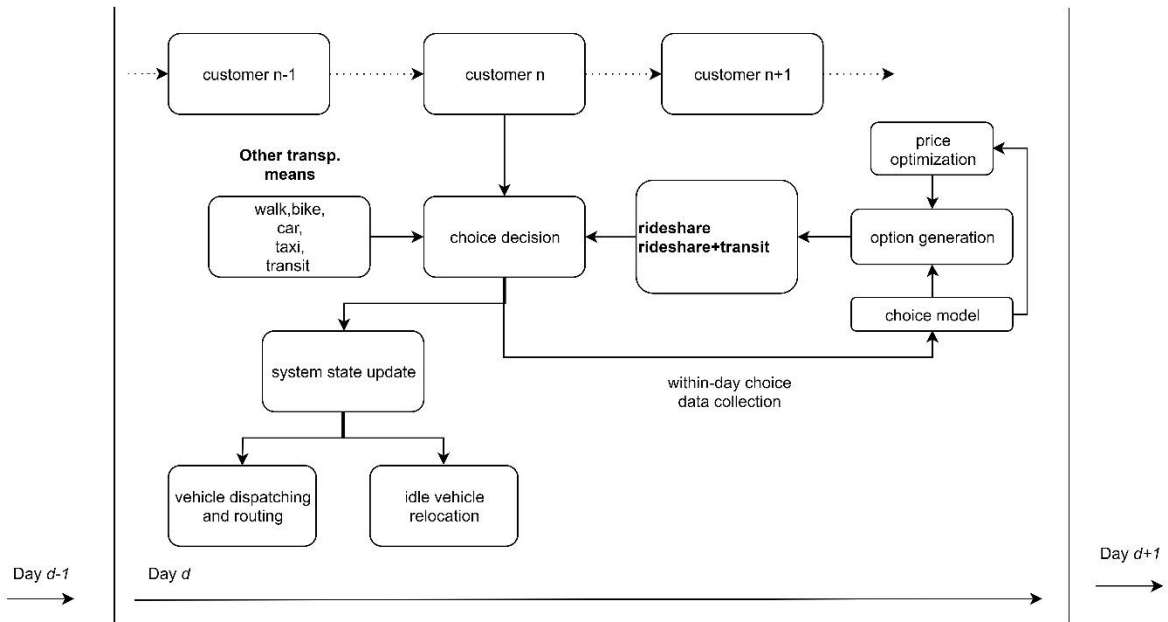 customer n-1
customer n
customer n+1
price
optimization
Other transp.
means
walk,bike,
car,
taxi,
transit
choice decision
rideshare
rideshare+transit
option generation
choice model
system state update
within-day choice
data collection
vehicle dispatching
and routing
idle vehicle
relocation
Day d-1
Day d
Day d+1